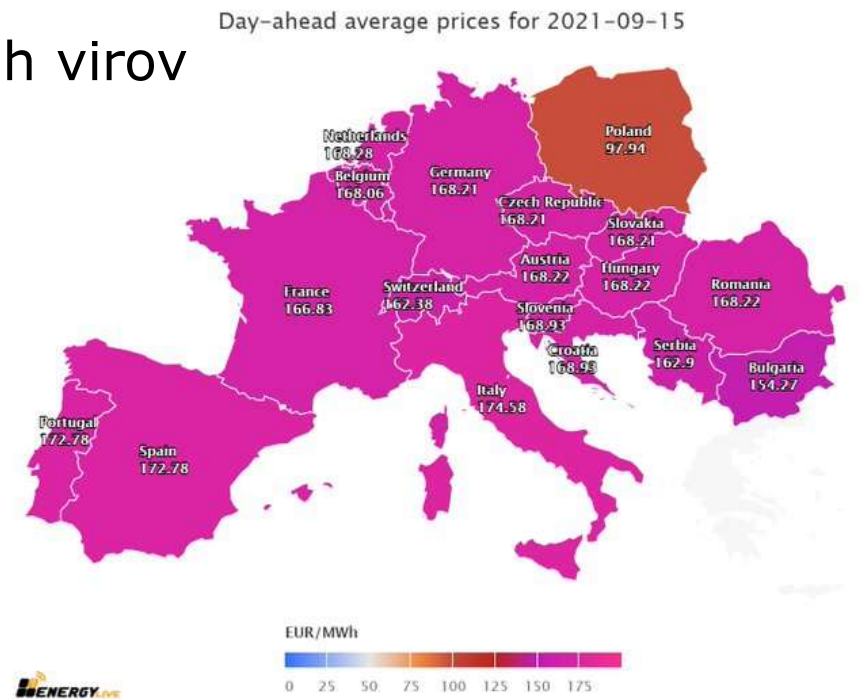 Day-ahead average prices for 2021-09-15
h virov
Poland
97.94
Netherlands
168.28
Belgium
168.06
Germany
168.21
Czech Republic
168.21
Slovakia
168.21
Austria
168.22
Hungary
168.22
France
166.83
Switzerland
162.38
Romania
168.22
Slovenia
168.93
Croatia
168.93
Serbia
162.9
Bulgaria
154.27
Italy
174.58
Portugal
172.78
Spain
172.78
EUR/MWh
0 25 50 75 100 125 150 175
ENERGY LIVE